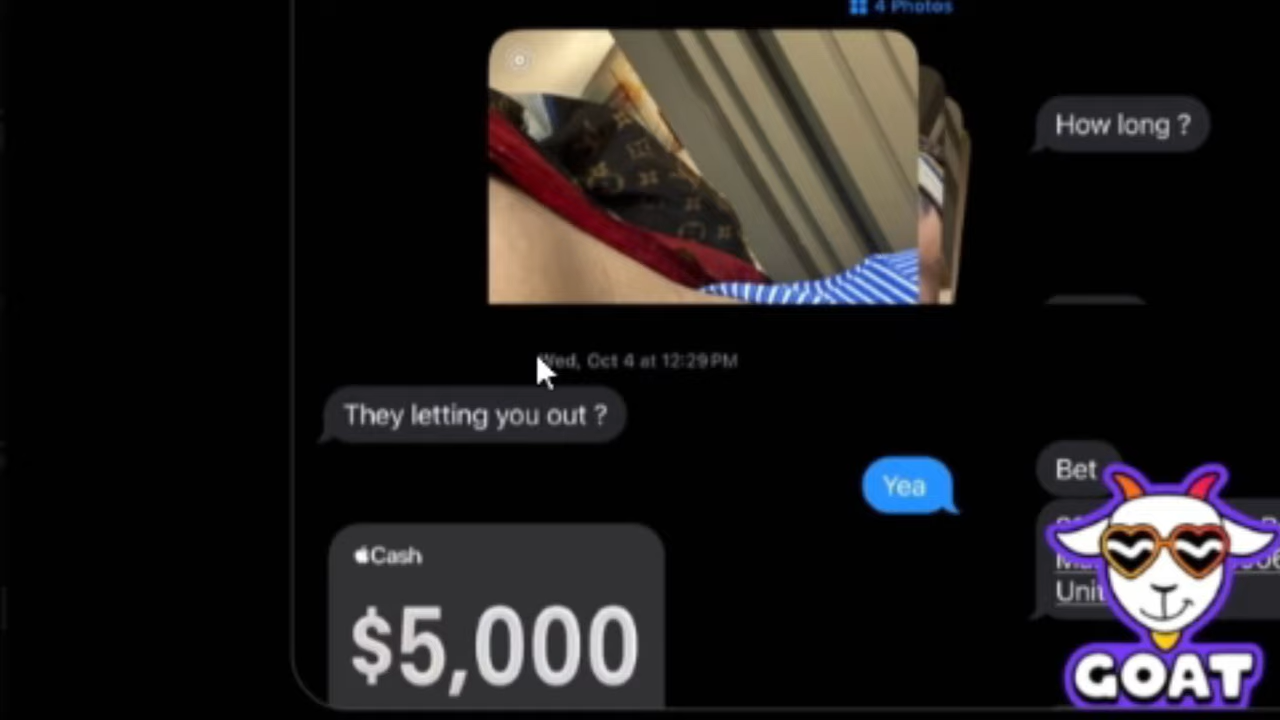 4 Photos
How long ?
Wed, Oct 4 at 12:29 PM
They letting you out ?
Yea
Bet
Cash
$5,000
GOAT